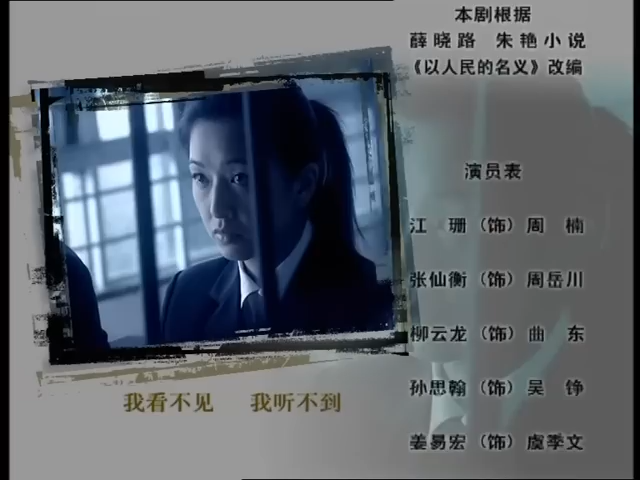 本剧根据
薛晓路 朱艳小说
《以人民的名义》改编
演员表
江 珊 (饰) 周 楠
张仙衡 (饰) 周岳川
柳云龙 (饰) 曲 东
孙思翰 (饰) 吴 铮
姜易宏 (饰) 虞季文
我看不见 我听不到